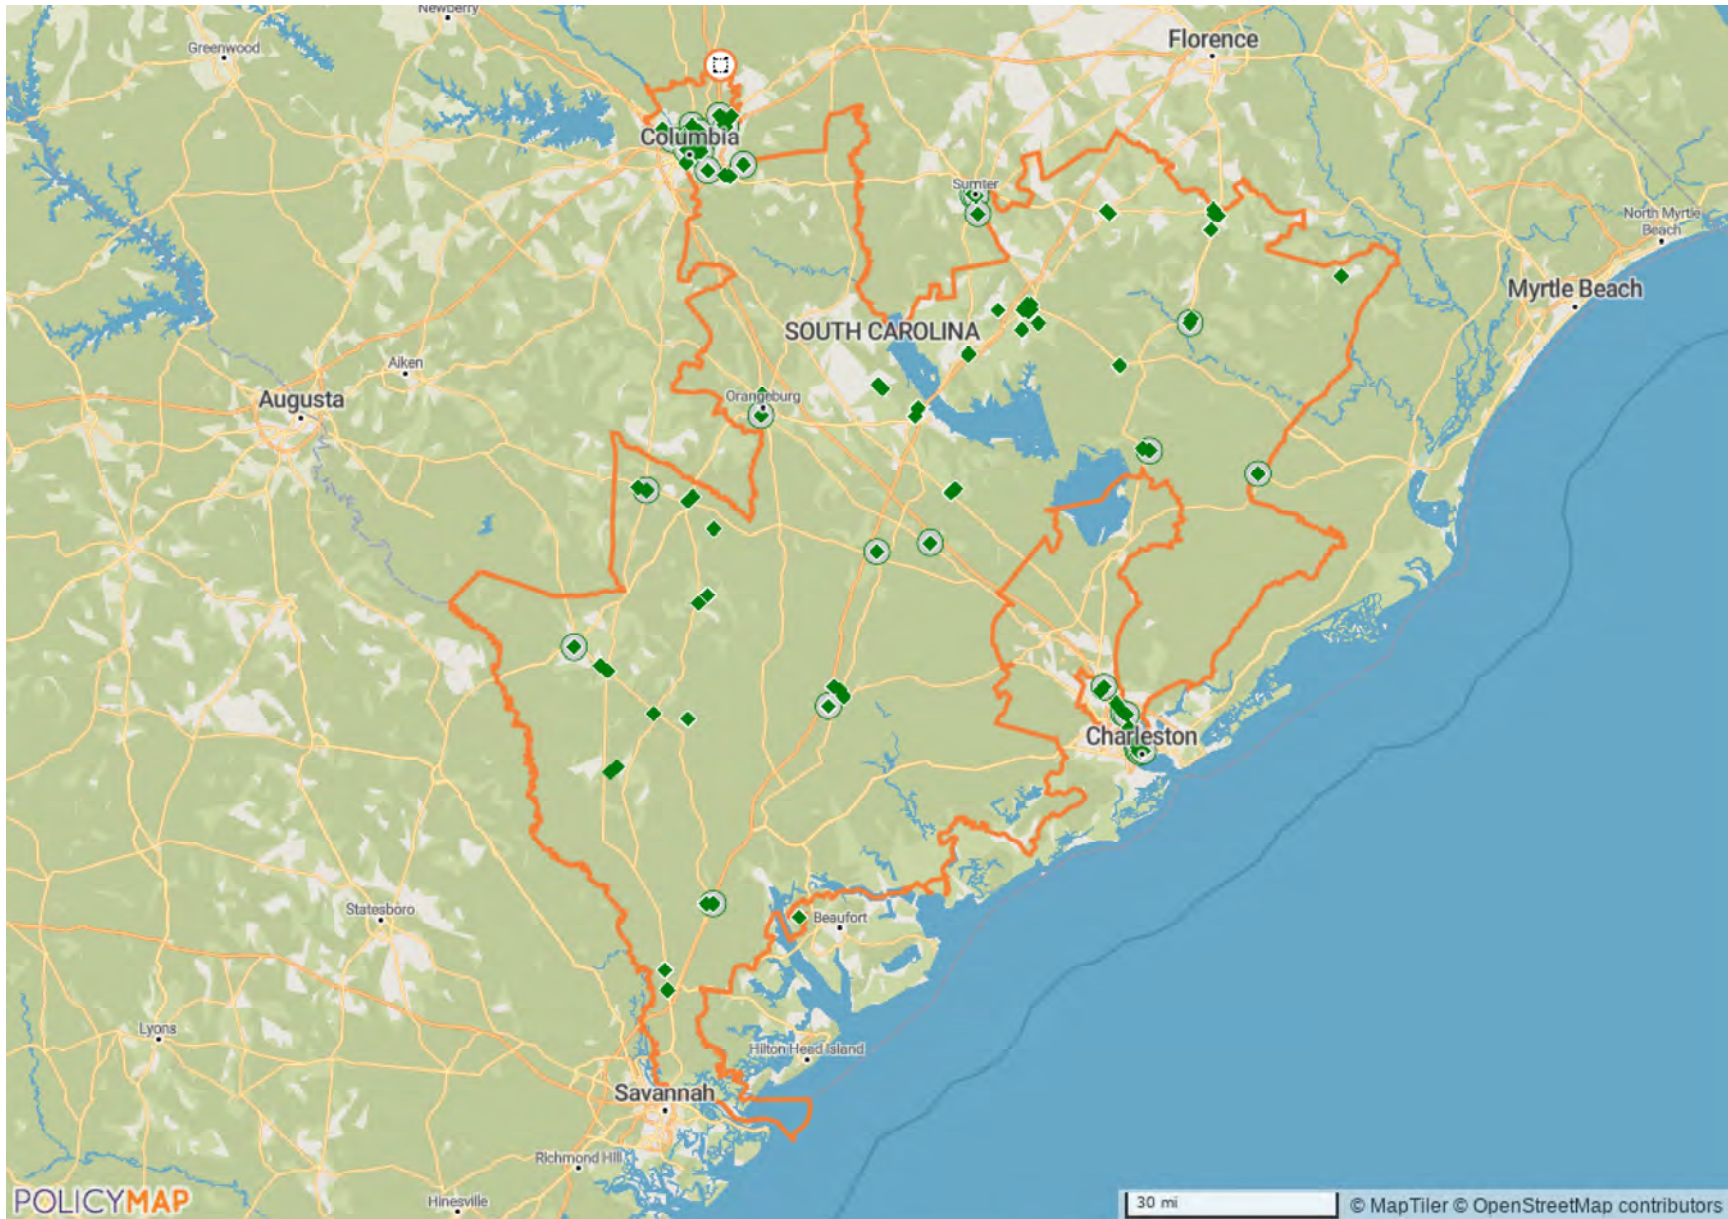 Newberry
Greenwood
Florence
Columbia
Sumter
North Myrtle
Beach
Myrtle Beach
SOUTH CAROLINA
Aiken
Augusta
Orangeburg
Charleston
Statesboro
Beaufort
Lyons
Hilton Head Island
Savannah
Richmond Hill
Hinesville
POLICYMAP
30 mi
© MapTiler © OpenStreetMap contributors